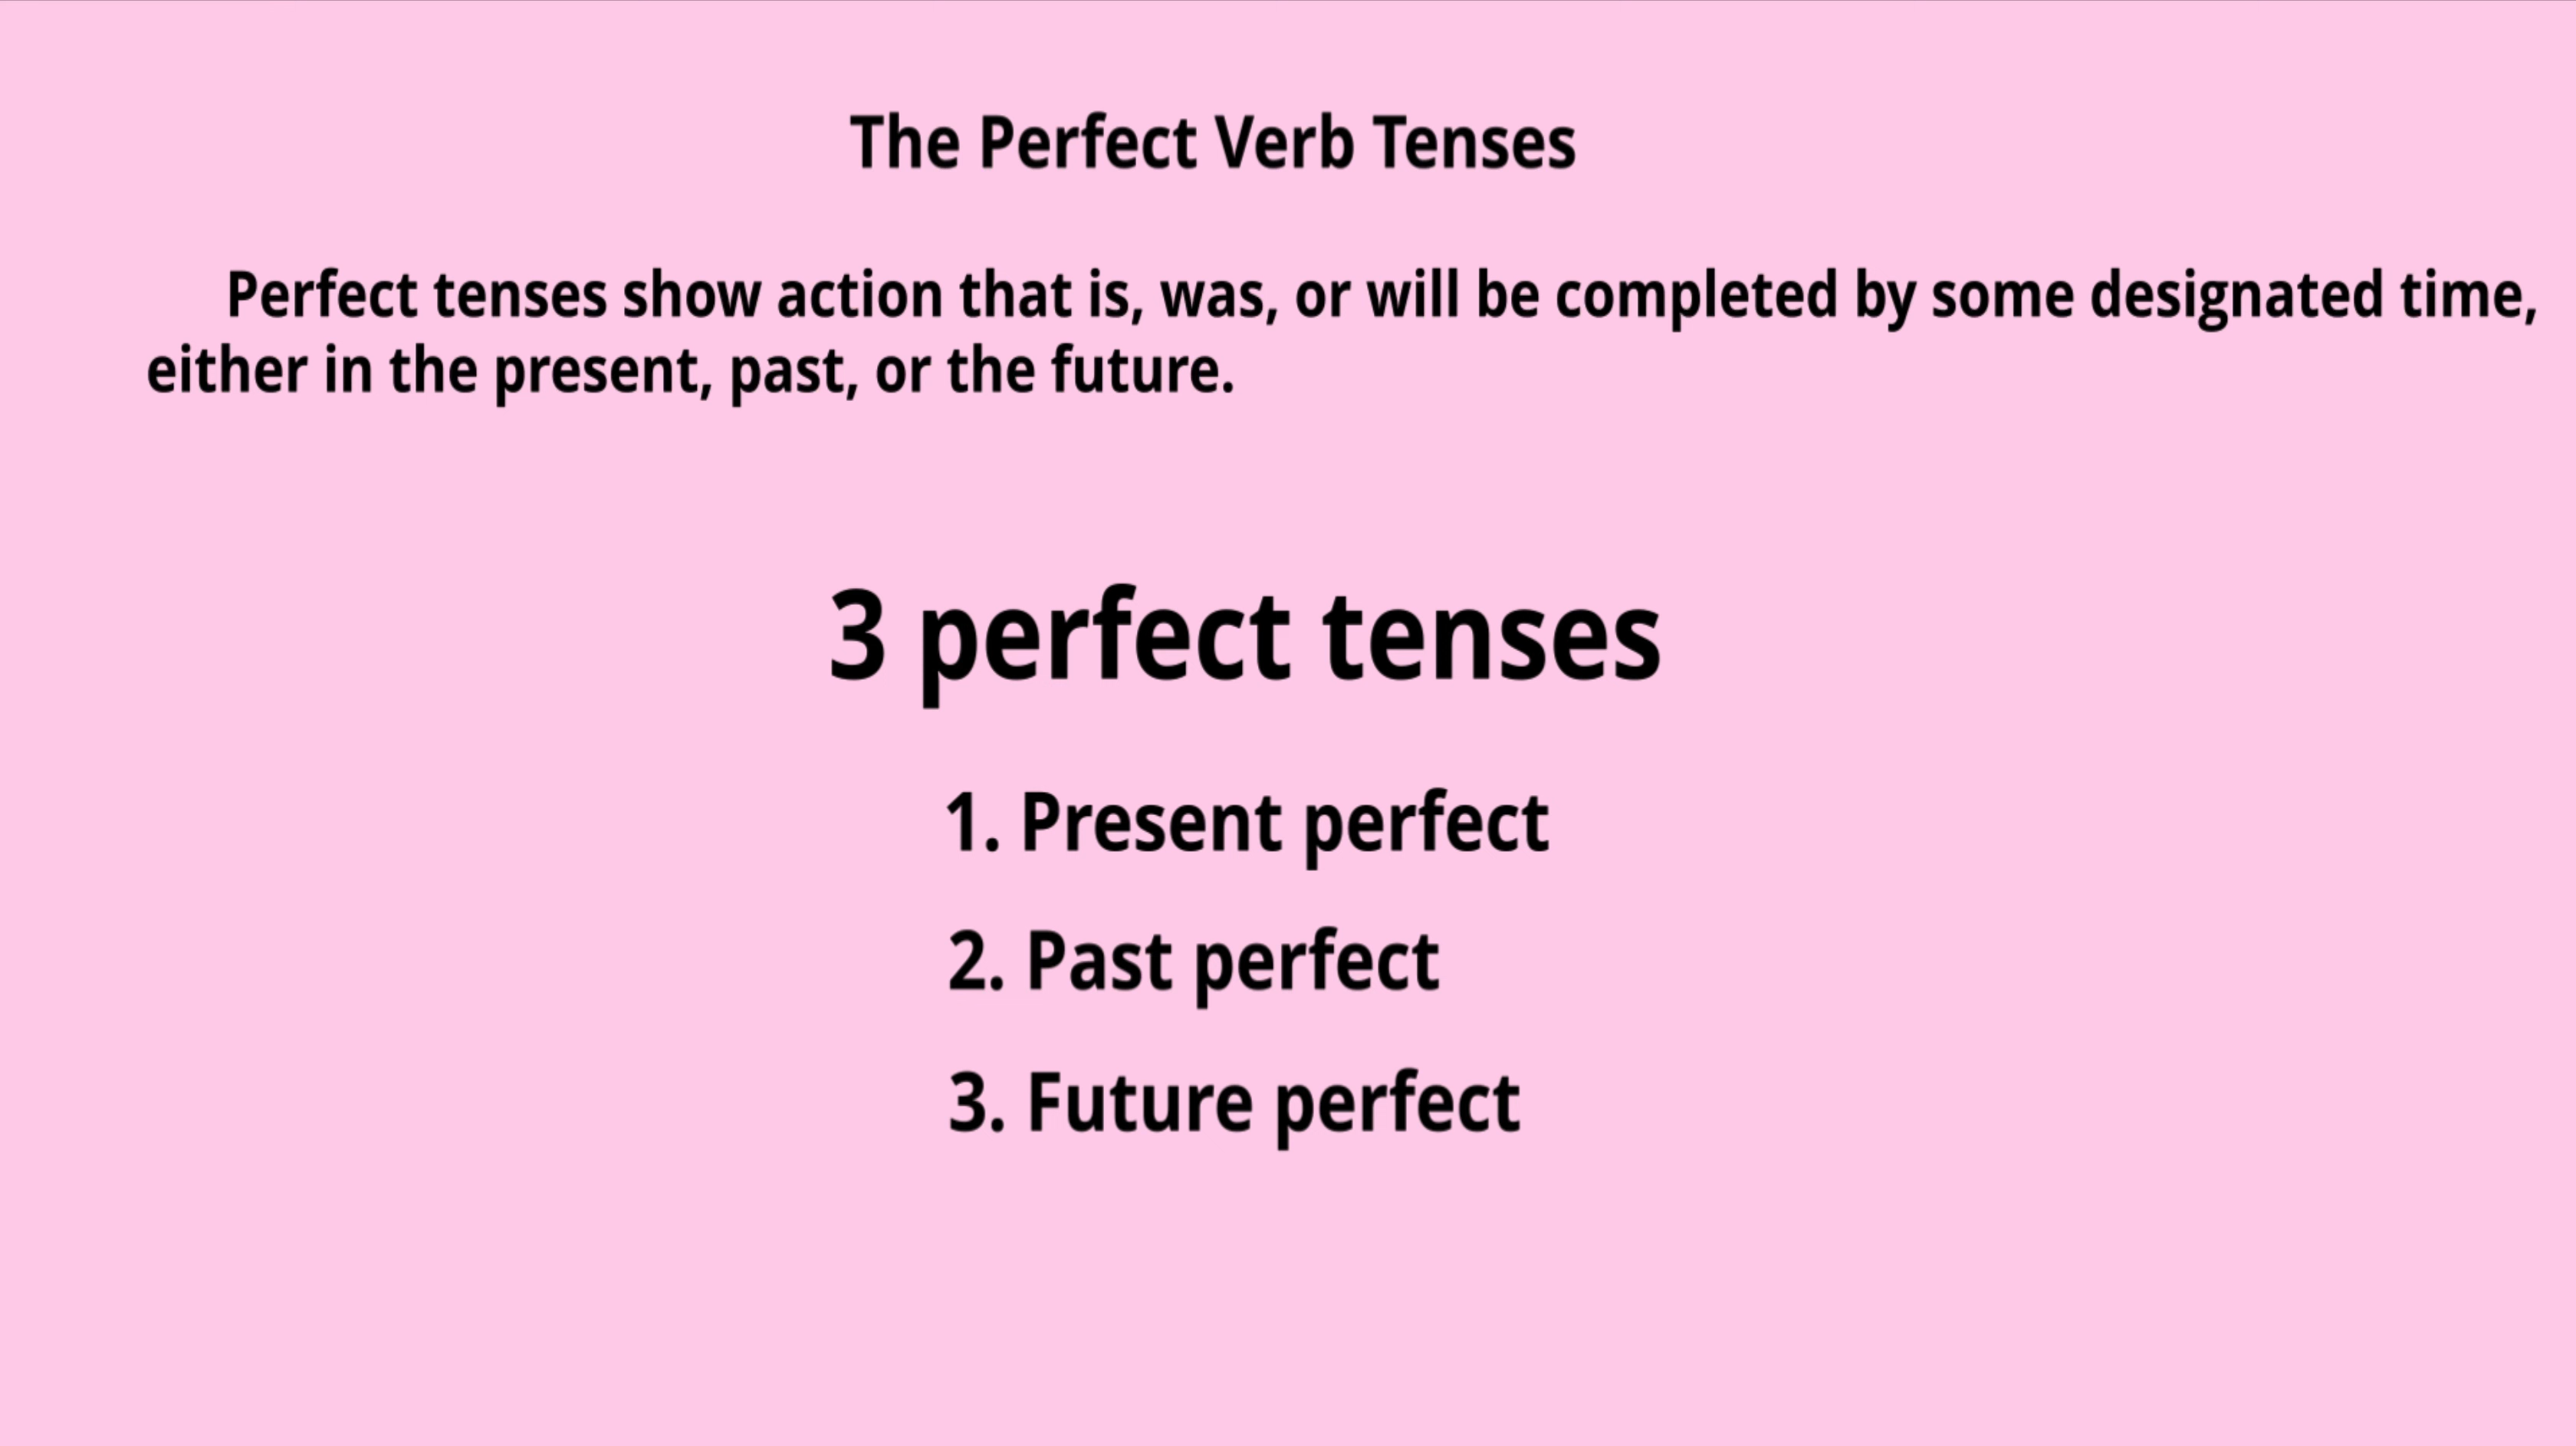 The Perfect Verb Tenses
Perfect tenses show action that is, was, or will be completed by some designated time,
either in the present, past, or the future.
3 perfect tenses
1. Present perfect
2. Past perfect
3. Future perfect